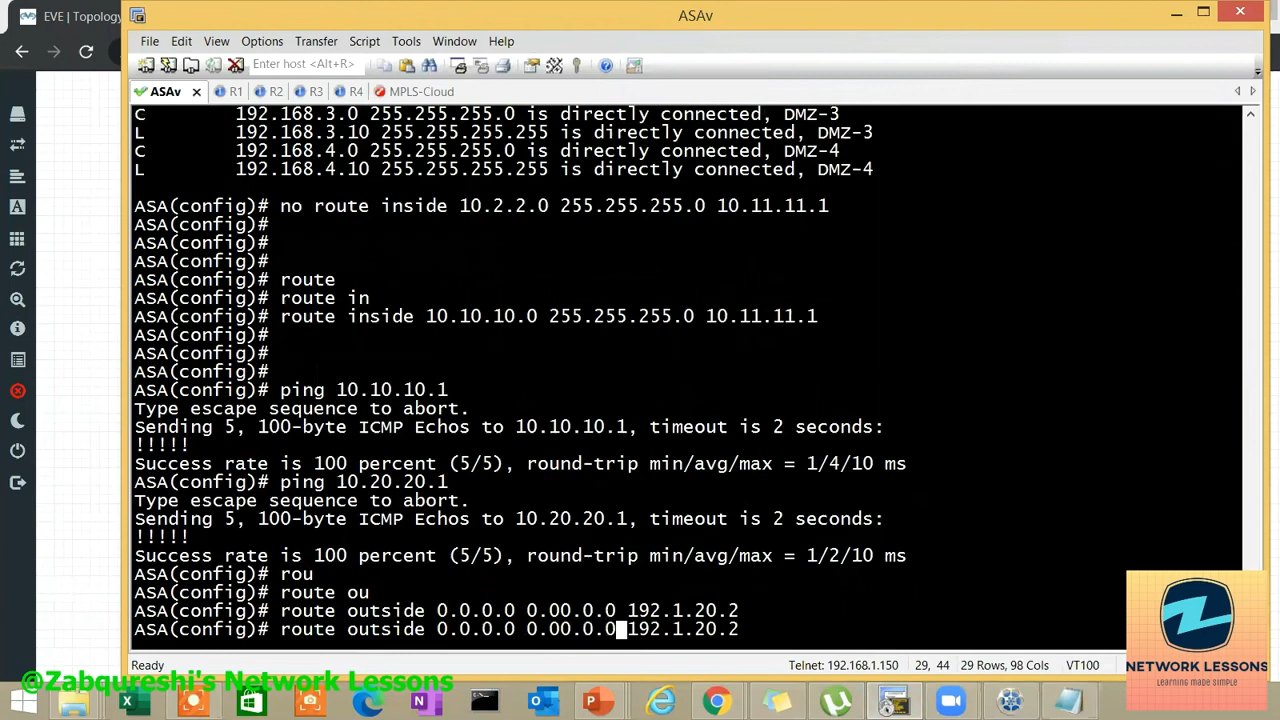 EVE | Topology
ASAv
File Edit View Options Transfer Script Tools Window Help
Enter host <Alt+R>
ASAv R1 R2 R3 R4 MPLS-Cloud
C 192.168.3.0 255.255.255.0 is directly connected, DMZ-3
L 192.168.3.10 255.255.255.255 is directly connected, DMZ-3
C 192.168.4.0 255.255.255.0 is directly connected, DMZ-4
L 192.168.4.10 255.255.255.255 is directly connected, DMZ-4
ASA(config)# no route inside 10.2.2.0 255.255.255.0 10.11.11.1
ASA(config)#
ASA(config)#
ASA(config)#
ASA(config)# route
ASA(config)# route in
ASA(config)# route inside 10.10.10.0 255.255.255.0 10.11.11.1
ASA(config)#
ASA(config)#
ASA(config)#
ASA(config)# ping 10.10.10.1
Type escape sequence to abort.
Sending 5, 100-byte ICMP Echos to 10.10.10.1, timeout is 2 seconds:
!!!!!
Success rate is 100 percent (5/5), round-trip min/avg/max = 1/4/10 ms
ASA(config)# ping 10.20.20.1
Type escape sequence to abort.
Sending 5, 100-byte ICMP Echos to 10.20.20.1, timeout is 2 seconds:
!!!!!
Success rate is 100 percent (5/5), round-trip min/avg/max = 1/2/10 ms
ASA(config)# rou
ASA(config)# route ou
ASA(config)# route outside 0.0.0.0 0.00.0.0 192.1.20.2
ASA(config)# route outside 0.0.0.0 0.00.0.0 192.1.20.2
Ready Telnet: 192.168.1.150 29, 44 29 Rows, 98 Cols VT100
NETWORK LESSONS
LEARNING MADE SIMPLE
@Zabqureshi's Network Lessons